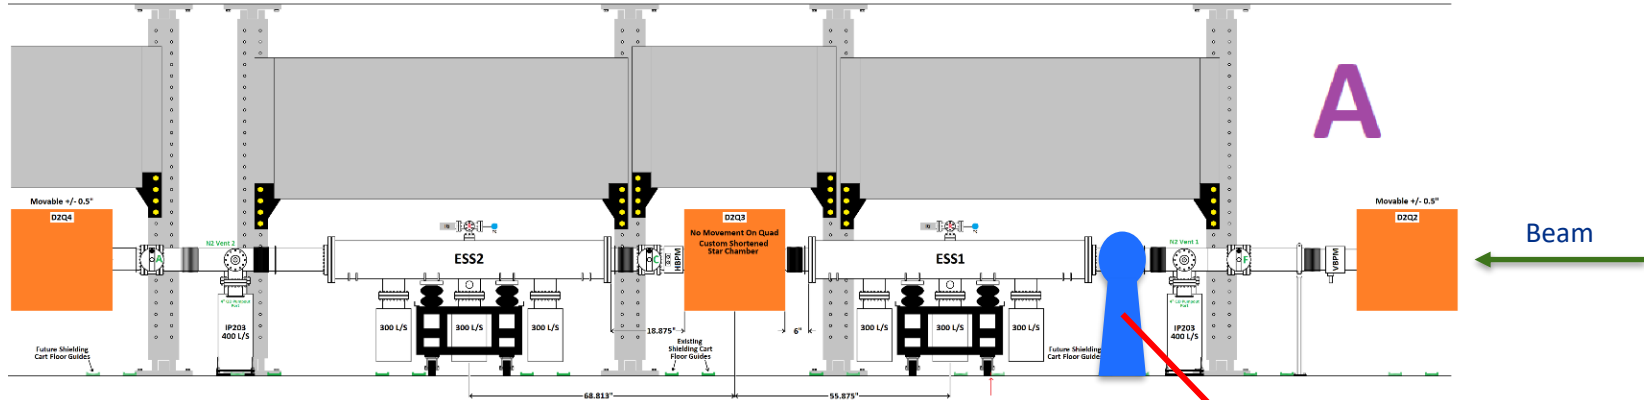 A
Beam
Movable +/- 0.5"
D2Q4
A
N2 Vent 2
IP203
400 L/S
Future Shielding
Cart Floor Guides
ESS2
300 L/S
300 L/S
300 L/S
C
HBPM
18.875"
Existing
Shielding Cart
Floor Guides
D2Q3
No Movement On Quad
Custom Shortened
Star Chamber
6"
68.813"
55.875"
ESS1
300 L/S
300 L/S
300 L/S
Future Shielding
Cart Floor Guides
N2 Vent 1
IP203
400 L/S
F
VBPM
Movable +/- 0.5"
D2Q2